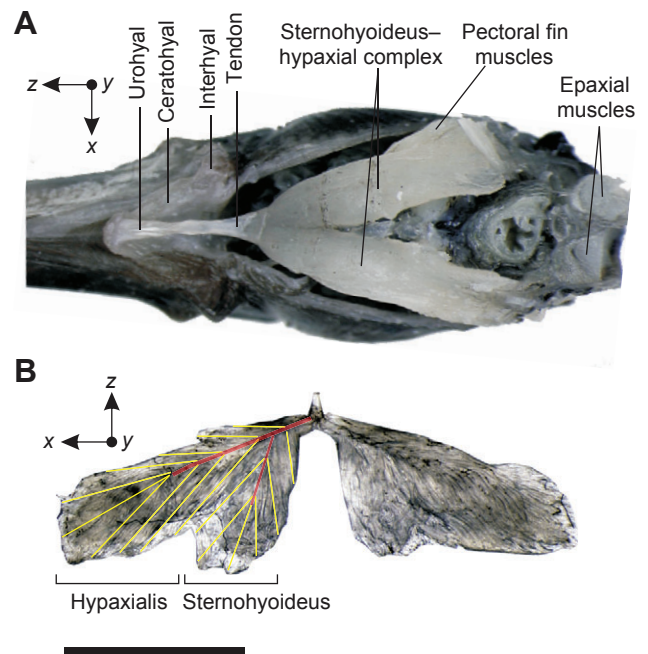 A
Urohyal
Ceratohyal
Interhyal
Tendon
Sternohyoideus–
hypaxial complex
Pectoral fin
muscles
Epaxial
muscles
z
y
x
B
z
x
y
Hypaxialis
Sternohyoideus